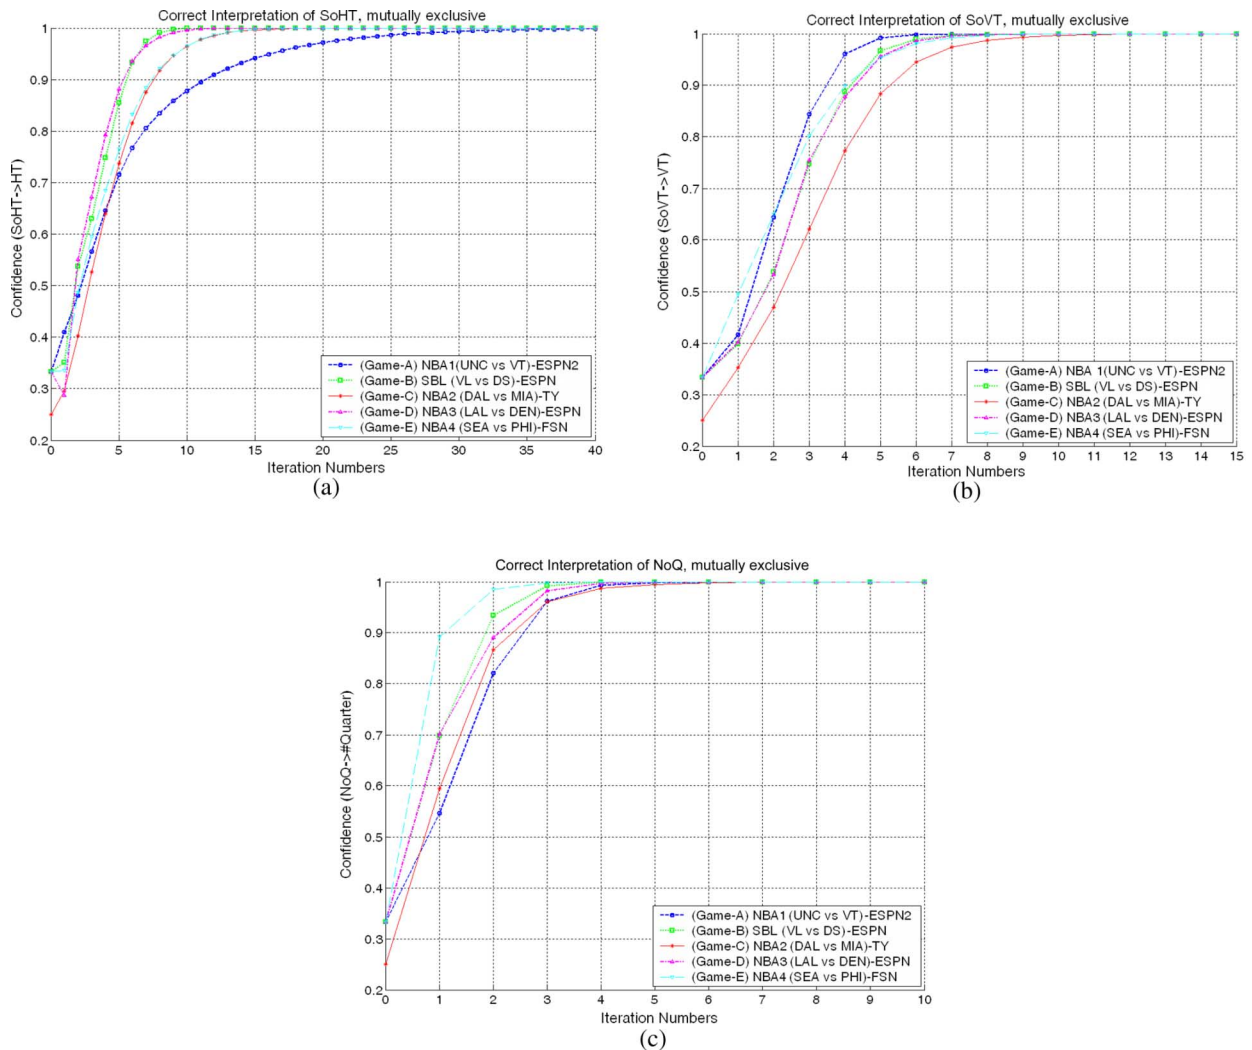 Correct Interpretation of SoHT, mutually exclusive
1
0.9
0.8
0.7
0.6
0.5
0.4
0.3
0.2
Confidence (SoHT->HT)
(Game-A) NBA1(UNC vs VT)-ESPN2
(Game-B) SBL (VL vs DS)-ESPN
(Game-C) NBA2 (DAL vs MIA)-TY
(Game-D) NBA3 (LAL vs DEN)-ESPN
(Game-E) NBA4 (SEA vs PHI)-FSN
0 5 10 15 20 25 30 35 40
Iteration Numbers
(a)
Correct Interpretation of SoVT, mutually exclusive
1
0.9
0.8
0.7
0.6
0.5
0.4
0.3
0.2
Confidence (SoVT->VT)
(Game-A) NBA 1(UNC vs VT)-ESPN2
(Game-B) SBL (VL vs DS)-ESPN
(Game-C) NBA2 (DAL vs MIA)-TY
(Game-D) NBA3 (LAL vs DEN)-ESPN
(Game-E) NBA4 (SEA vs PHI)-FSN
0 1 2 3 4 5 6 7 8 9 10 11 12 13 14 15
Iteration Numbers
(b)
Correct Interpretation of NoQ, mutually exclusive
1
0.9
0.8
0.7
0.6
0.5
0.4
0.3
0.2
Confidence (NoQ->#Quarter)
(Game-A) NBA1 (UNC vs VT)-ESPN2
(Game-B) SBL (VL vs DS)-ESPN
(Game-C) NBA2 (DAL vs MIA)-TY
(Game-D) NBA3 (LAL vs DEN)-ESPN
(Game-E) NBA4 (SEA vs PHI)-FSN
0 1 2 3 4 5 6 7 8 9 10
Iteration Numbers
(c)